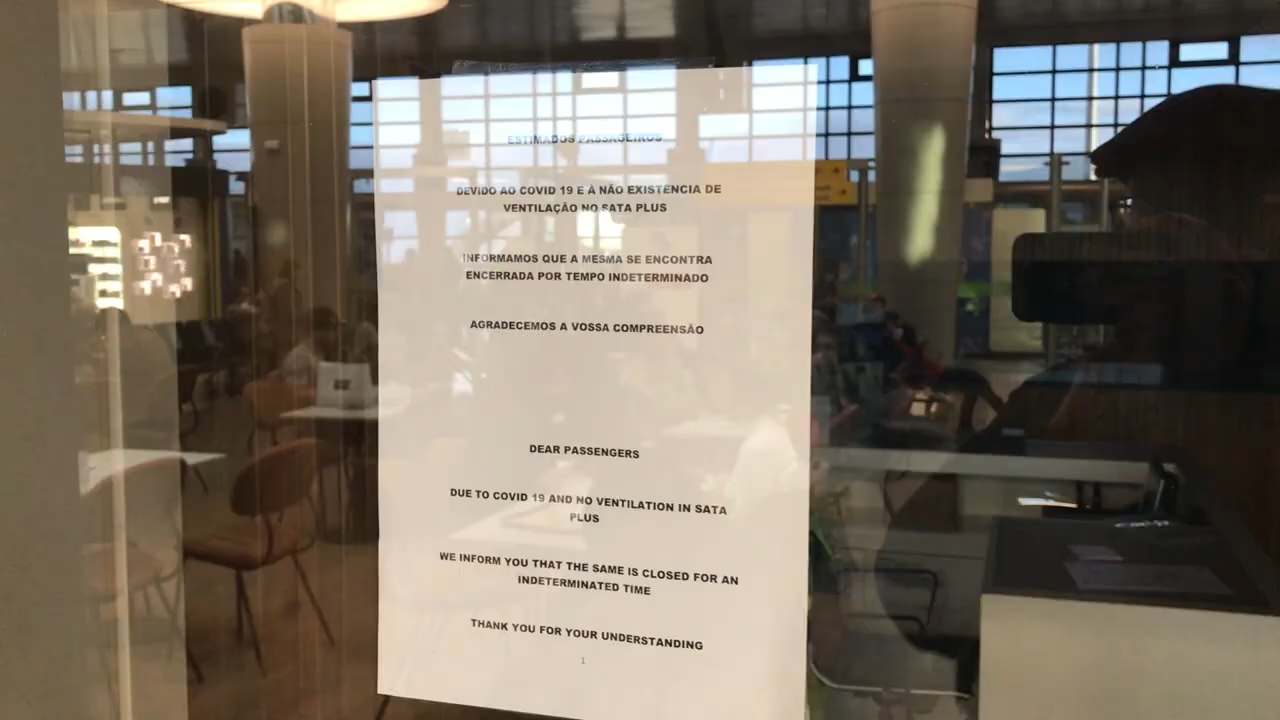 ESTIMADOS PASSAGEIROS
DEVIDO AO COVID 19 E À NÃO EXISTENCIA DE
VENTILAÇÃO NO SATA PLUS
INFORMAMOS QUE A MESMA SE ENCONTRA
ENCERRADA POR TEMPO INDETERMINADO
AGRADECEMOS A VOSSA COMPREENSÃO
DEAR PASSENGERS
DUE TO COVID 19 AND NO VENTILATION IN SATA
PLUS
WE INFORM YOU THAT THE SAME IS CLOSED FOR AN
INDETERMINATED TIME
THANK YOU FOR YOUR UNDERSTANDING
1